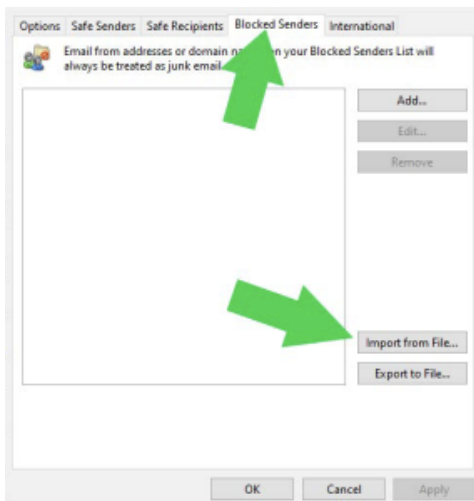 Options Safe Senders Safe Recipients Blocked Senders International
Email from addresses or domain on your Blocked Senders List will
always be treated as junk email.
Add...
Edit...
Remove
Import from File...
Export to File...
OK Cancel Apply